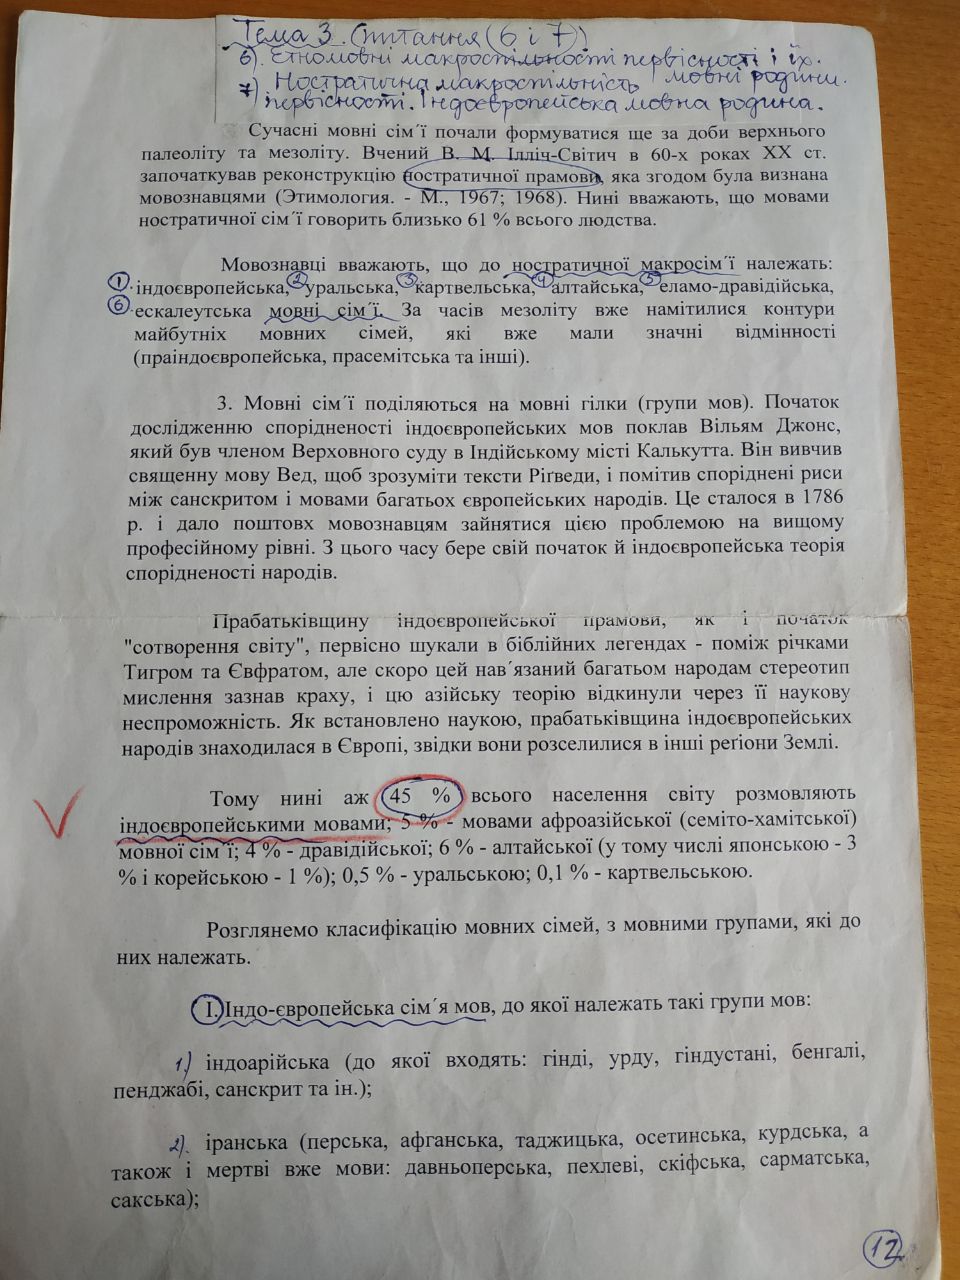 Тема 3. Питання (6 і 7)
6). Етномовні макроспільності первісності і їх
мовні родини.
7). Ностратична макроспільність
первісності. Індоєвропейська мовна родина.
Сучасні мовні сім´ї почали формуватися ще за доби верхнього
палеоліту та мезоліту. Вчений В. М. Ілліч-Світич в 60-х роках XX ст.
започаткував реконструкцію ностратичної прамови, яка згодом була визнана
мовознавцями (Этимология. - М., 1967; 1968). Нині вважають, що мовами
ностратичної сім´ї говорить близько 61 % всього людства.
Мовознавці вважають, що до ностратичної макросім´ї належать:
1. індоєвропейська, 2 уральська, 3 картвельська, 4 алтайська, 5 еламо-дравідійська,
6. ескалеутська мовні сім´ї. За часів мезоліту вже намітилися контури
майбутніх мовних сімей, які вже мали значні відмінності
(праіндоєвропейська, прасемітська та інші).
3. Мовні сім´ї поділяються на мовні гілки (групи мов). Початок
дослідженню спорідненості індоєвропейських мов поклав Вільям Джонс,
який був членом Верховного суду в Індійському місті Калькутта. Він вивчив
священну мову Вед, щоб зрозуміти тексти Ріґведи, і помітив споріднені риси
між санскритом і мовами багатьох європейських народів. Це сталося в 1786
р. і дало поштовх мовознавцям зайнятися цією проблемою на вищому
професійному рівні. З цього часу бере свій початок й індоєвропейська теорія
спорідненості народів.
Прабатьківщину індоєвропейської прамови, як і початок
"сотворення світу", первісно шукали в біблійних легендах - поміж річками
Тигром та Євфратом, але скоро цей нав´язаний багатьом народам стереотип
мислення зазнав краху, і цю азійську теорію відкинули через її наукову
неспроможність. Як встановлено наукою, прабатьківщина індоєвропейських
народів знаходилася в Європі, звідки вони розселилися в інші реґіони Землі.
Тому нині аж 45 % всього населення світу розмовляють
індоєвропейськими мовами; 5 % - мовами афроазійської (семіто-хамітської)
мовної сім´ї; 4 % - дравідійської; 6 % - алтайської (у тому числі японською - 3
% і корейською - 1 %); 0,5 % - уральською; 0,1 % - картвельською.
Розглянемо класифікацію мовних сімей, з мовними групами, які до
них належать.
I. Індо-європейська сім´я мов, до якої належать такі групи мов:
1) індоарійська (до якої входять: гінді, урду, гіндустані, бенгалі,
пенджабі, санскрит та ін.);
2). іранська (перська, афганська, таджицька, осетинська, курдська, а
також і мертві вже мови: давньоперська, пехлеві, скіфська, сарматська,
сакська);
12